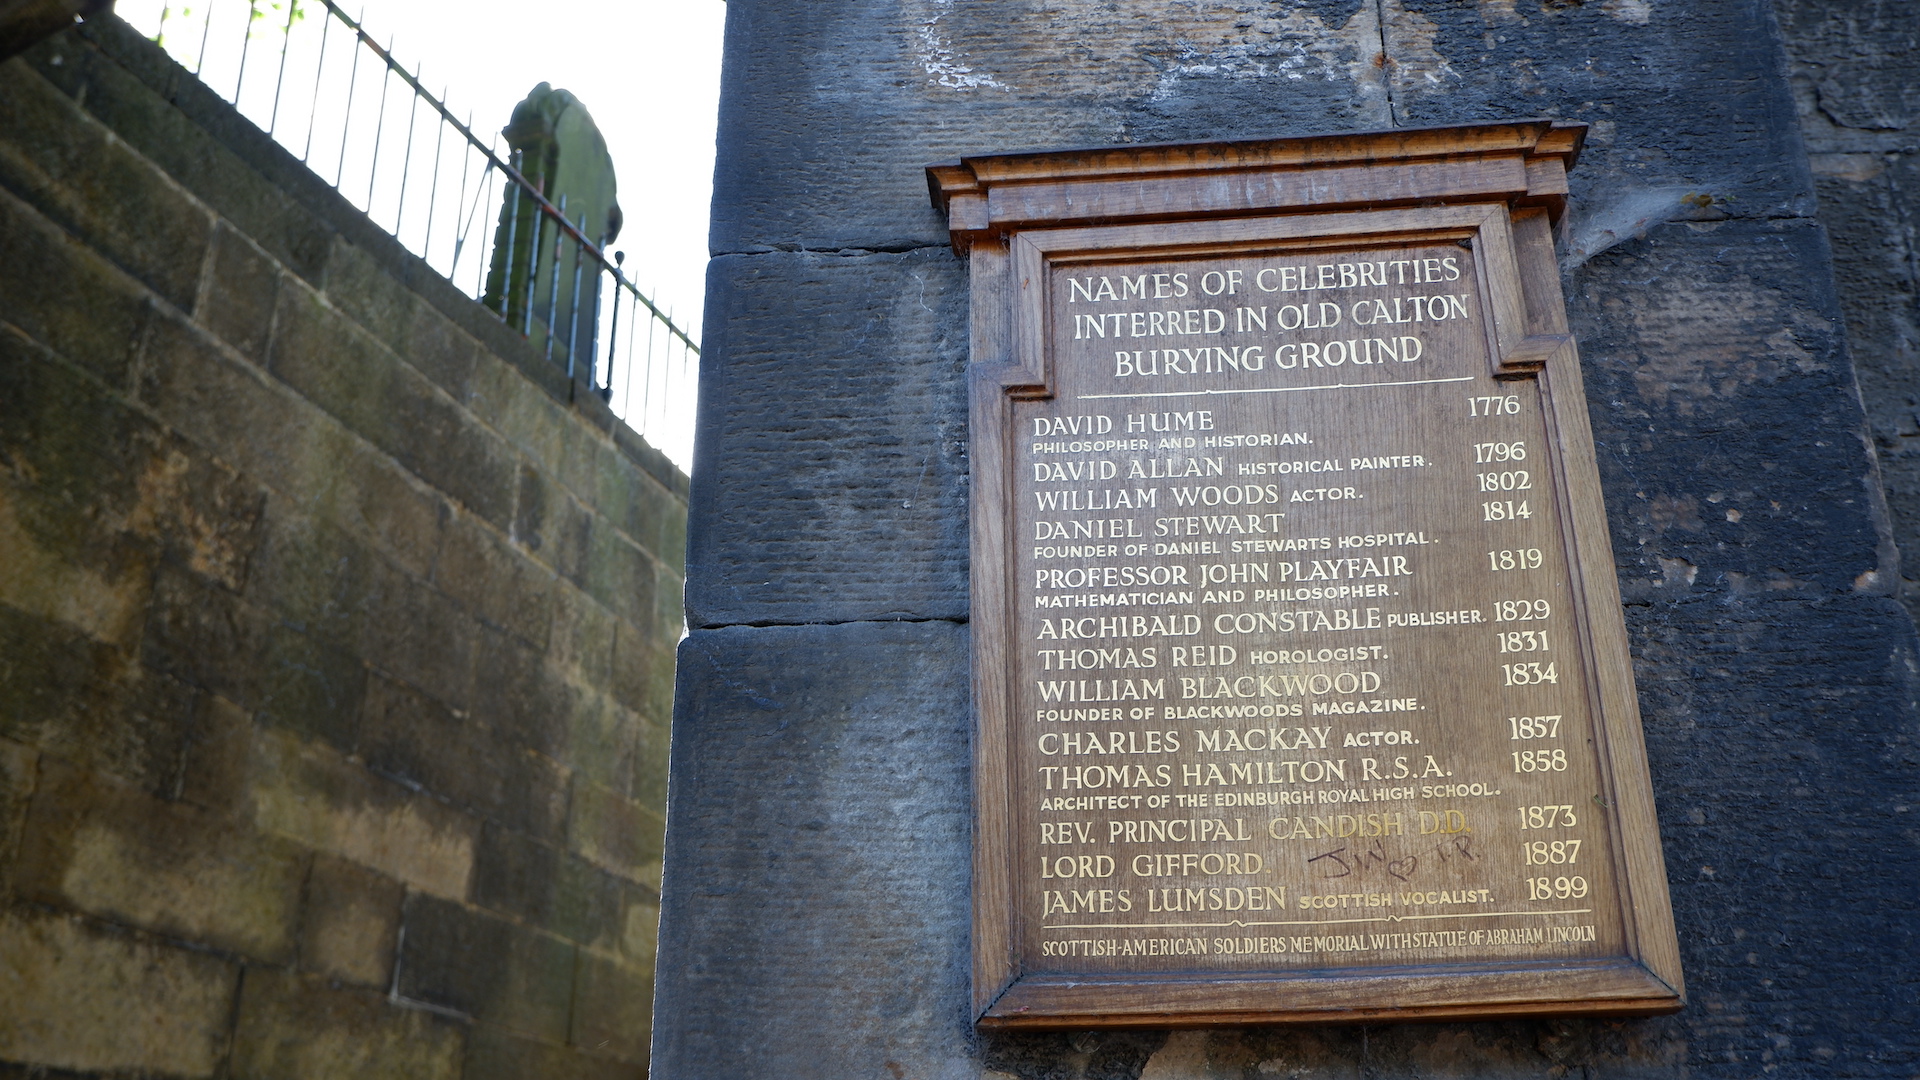 NAMES OF CELEBRITIES
INTERRED IN OLD CALTON
BURYING GROUND
DAVID HUME 1776
PHILOSOPHER AND HISTORIAN.
DAVID ALLAN HISTORICAL PAINTER. 1796
WILLIAM WOODS ACTOR. 1802
DANIEL STEWART 1814
FOUNDER OF DANIEL STEWARTS HOSPITAL.
PROFESSOR JOHN PLAYFAIR 1819
MATHEMATICIAN AND PHILOSOPHER.
ARCHIBALD CONSTABLE PUBLISHER. 1829
THOMAS REID HOROLOGIST. 1831
WILLIAM BLACKWOOD 1834
FOUNDER OF BLACKWOODS MAGAZINE.
CHARLES MACKAY ACTOR. 1857
THOMAS HAMILTON R.S.A. 1858
ARCHITECT OF THE EDINBURGH ROYAL HIGH SCHOOL.
REV. PRINCIPAL CANDISH D.D. 1873
LORD GIFFORD. 1887
JAMES LUMSDEN SCOTTISH VOCALIST. 1899
SCOTTISH-AMERICAN SOLDIERS MEMORIAL WITH STATUE OF ABRAHAM LINCOLN